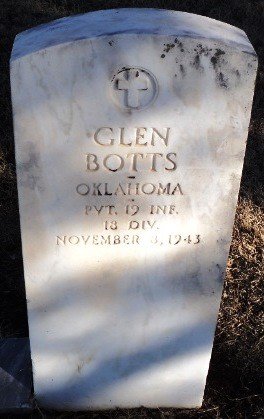 GLEN
BOTTS
OKLAHOMA
PVT. 19 INF.
18 DIV.
NOVEMBER 3, 1943